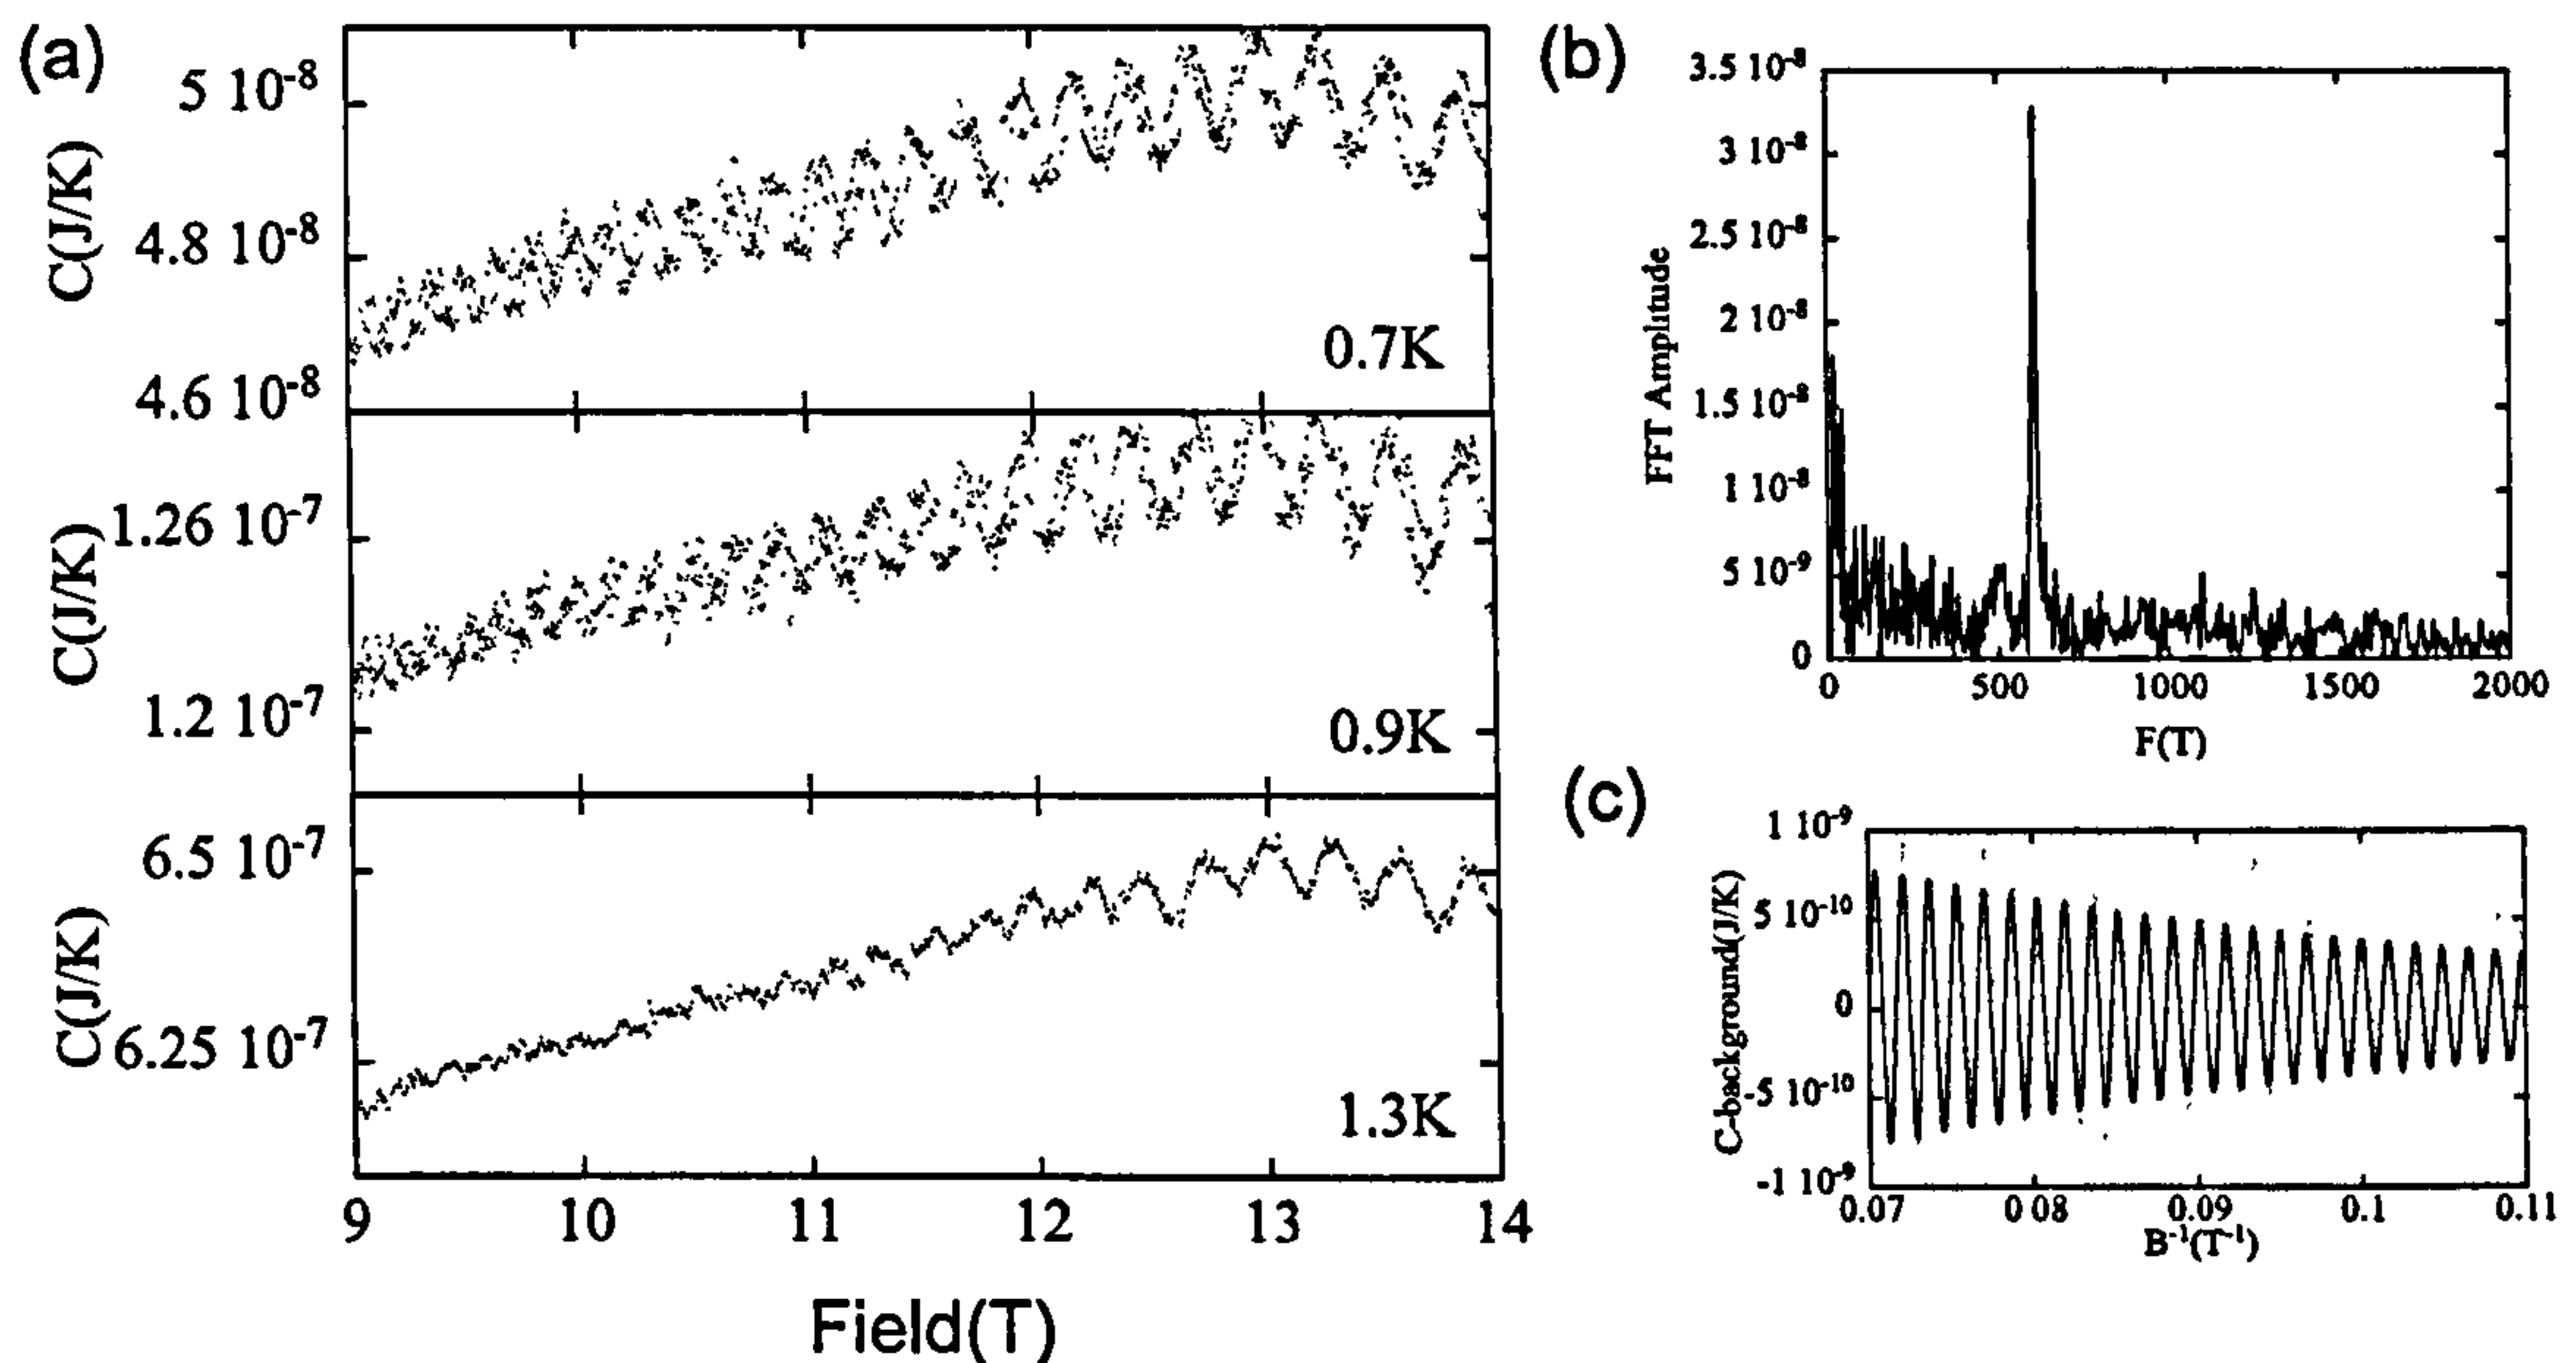 (a)
C(J/K)
5 10-8
4.8 10-8
4.6 10-8
0.7K
C(J/K)
1.26 10-7
1.2 10-7
0.9K
C(J/K)
6.5 10-7
6.25 10-7
1.3K
9 10 11 12 13 14
Field(T)
(b)
FFT Amplitude
3.5 10-8
3 10-8
2.5 10-8
2 10-8
1.5 10-8
1 10-8
5 10-9
0
0 500 1000 1500 2000
F(T)
(c)
C-background(J/K)
1 10-9
5 10-10
0
-5 10-10
-1 10-9
0.07 0 08 0.09 0.1 0.11
B-1(T-1)